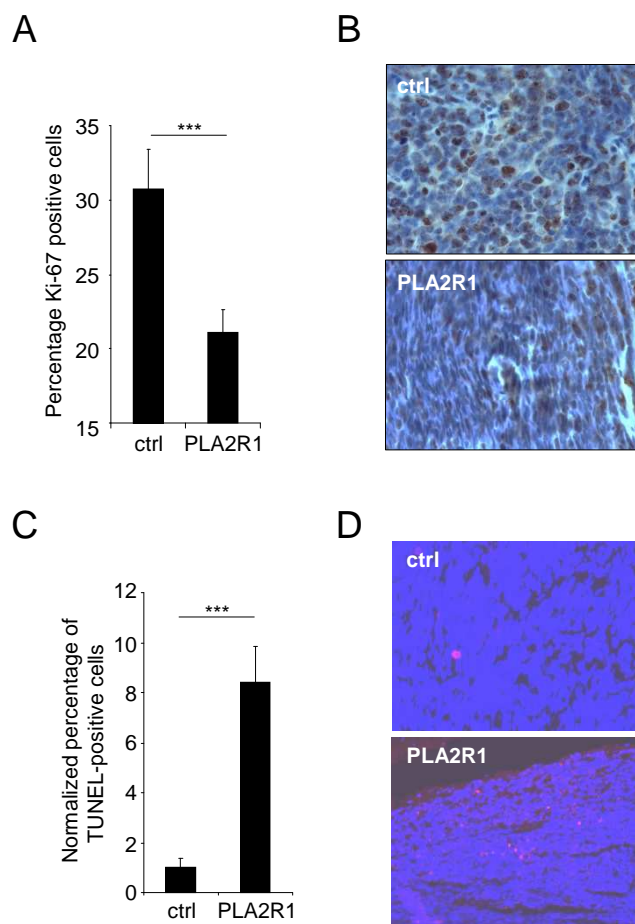 A
Percentage Ki-67 positive cells
35
30
25
20
15
***
ctrl
PLA2R1
B
ctrl
PLA2R1
C
Normalized percentage of
TUNEL-positive cells
12
10
8
6
4
2
0
***
ctrl
PLA2R1
D
ctrl
PLA2R1